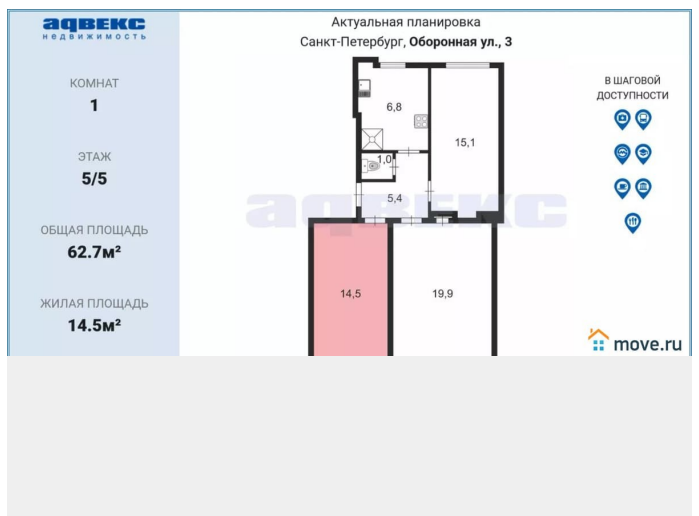 адвекс
недвижимость
Актуальная планировка
Санкт-Петербург, Оборонная ул., 3
КОМНАТ
1
ЭТАЖ
5/5
ОБЩАЯ ПЛОЩАДЬ
62.7м²
ЖИЛАЯ ПЛОЩАДЬ
14.5м²
6,8
15,1
1,0
5,4
адвекс
14,5
19,9
В ШАГОВОЙ
ДОСТУПНОСТИ
move.ru